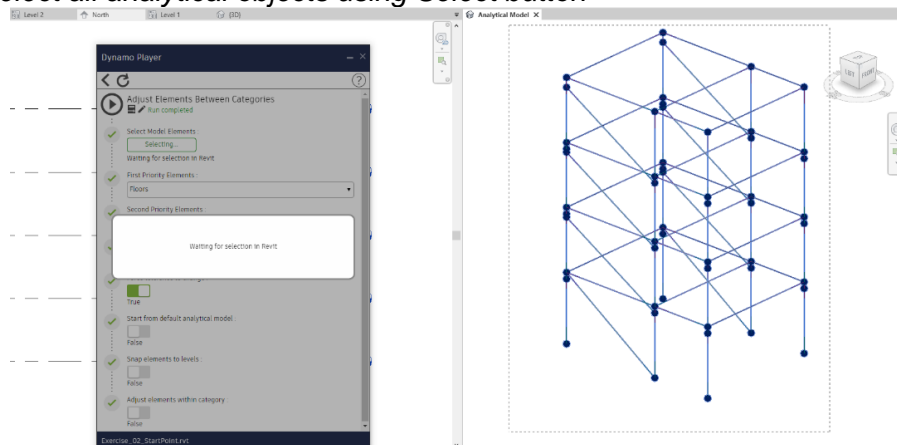 elect all analytical objects using Select button
Level 2
North
Level 1
{3D}
Analytical Model
Dynamo Player
Adjust Elements Between Categories
Run completed
Select Model Elements :
Selecting...
Waiting for selection in Revit
First Priority Elements :
Floors
Second Priority Elements :
Waiting for selection in Revit
True
Start from default analytical model :
False
Snap elements to levels :
False
Adjust elements within category :
False
Exercise_02_StartPoint.rvt
FRONT